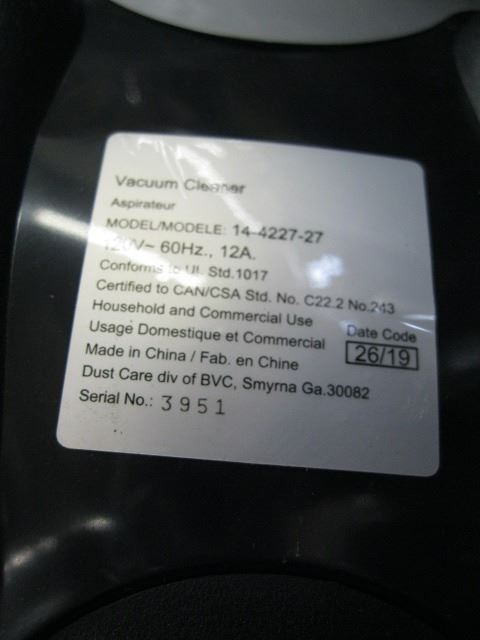 Vacuum Cleaner
Aspirateur
MODEL/MODELE: 14-4227-27
120V~ 60Hz., 12A.
Conforms to UL Std.1017
Certified to CAN/CSA Std. No. C22.2 No.243
Household and Commercial Use
Usage Domestique et Commercial
Date Code
26/19
Made in China / Fab. en Chine
Dust Care div of BVC, Smyrna Ga.30082
Serial No.: 3951